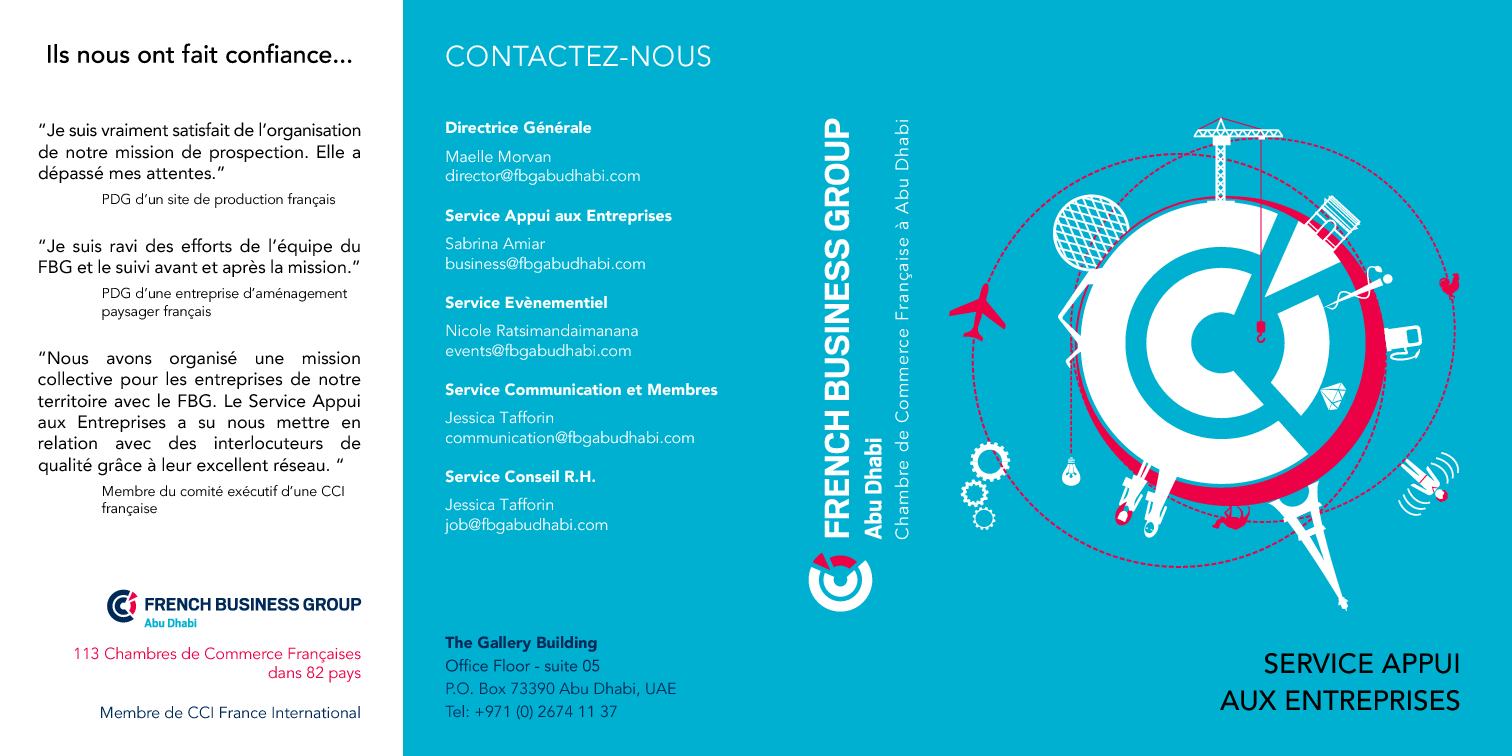 Ils nous ont fait confiance...
“Je suis vraiment satisfait de l’organisation
de notre mission de prospection. Elle a
dépassé mes attentes.”
PDG d’un site de production français
“Je suis ravi des efforts de l’équipe du
FBG et le suivi avant et après la mission.”
PDG d’une entreprise d’aménagement
paysager français
“Nous avons organisé une mission
collective pour les entreprises de notre
territoire avec le FBG. Le Service Appui
aux Entreprises a su nous mettre en
relation avec des interlocuteurs de
qualité grâce à leur excellent réseau. “
Membre du comité exécutif d’une CCI
française
FRENCH BUSINESS GROUP
Abu Dhabi
113 Chambres de Commerce Françaises
dans 82 pays
Membre de CCI France International
CONTACTEZ-NOUS
Directrice Générale
Maelle Morvan
director@fbgabudhabi.com
Service Appui aux Entreprises
Sabrina Amiar
business@fbgabudhabi.com
Service Evènementiel
Nicole Ratsimandaimanana
events@fbgabudhabi.com
Service Communication et Membres
Jessica Tafforin
communication@fbgabudhabi.com
Service Conseil R.H.
Jessica Tafforin
job@fbgabudhabi.com
The Gallery Building
Office Floor - suite 05
P.O. Box 73390 Abu Dhabi, UAE
Tel: +971 (0) 2674 11 37
FRENCH BUSINESS GROUP
Abu Dhabi
Chambre de Commerce Française à Abu Dhabi
SERVICE APPUI
AUX ENTREPRISES